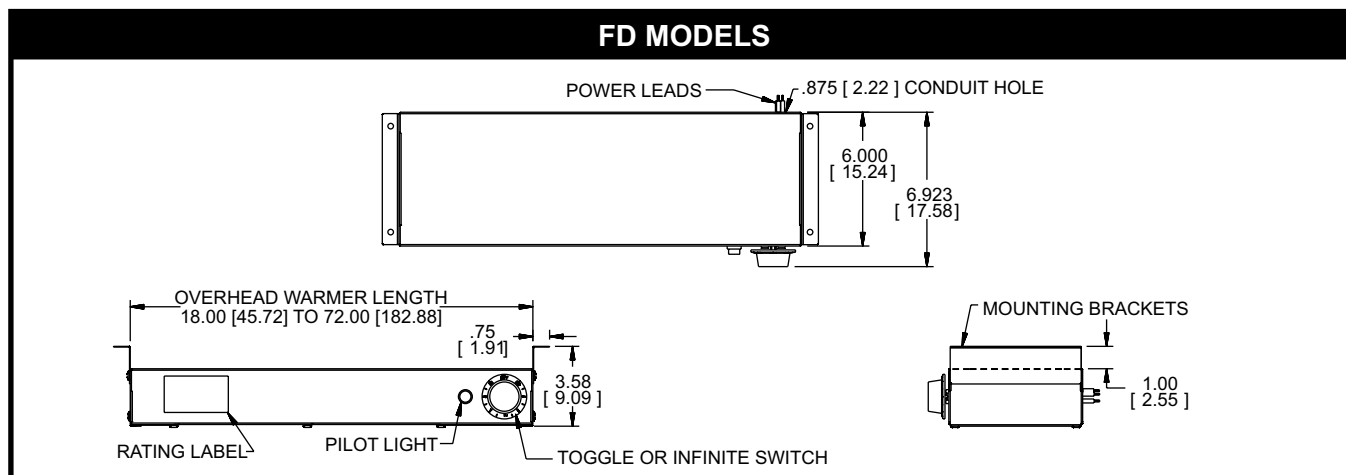 FD MODELS
POWER LEADS
.875 [ 2.22 ] CONDUIT HOLE
6.000
[ 15.24 ]
6.923
[ 17.58]
OVERHEAD WARMER LENGTH
18.00 [45.72] TO 72.00 [182.88]
.75
[ 1.91]
3.58
[ 9.09 ]
RATING LABEL
PILOT LIGHT
TOGGLE OR INFINITE SWITCH
MOUNTING BRACKETS
1.00
[ 2.55 ]